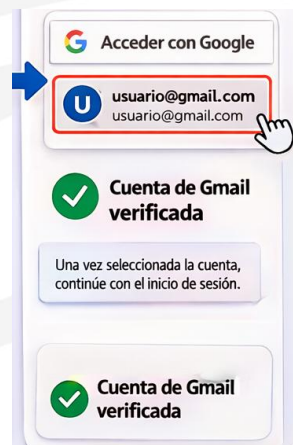 G Acceder con Google
U
usuario@gmail.com
usuario@gmail.com
Cuenta de Gmail
verificada
Una vez seleccionada la cuenta,
continúe con el inicio de sesión.
Cuenta de Gmail
verificada